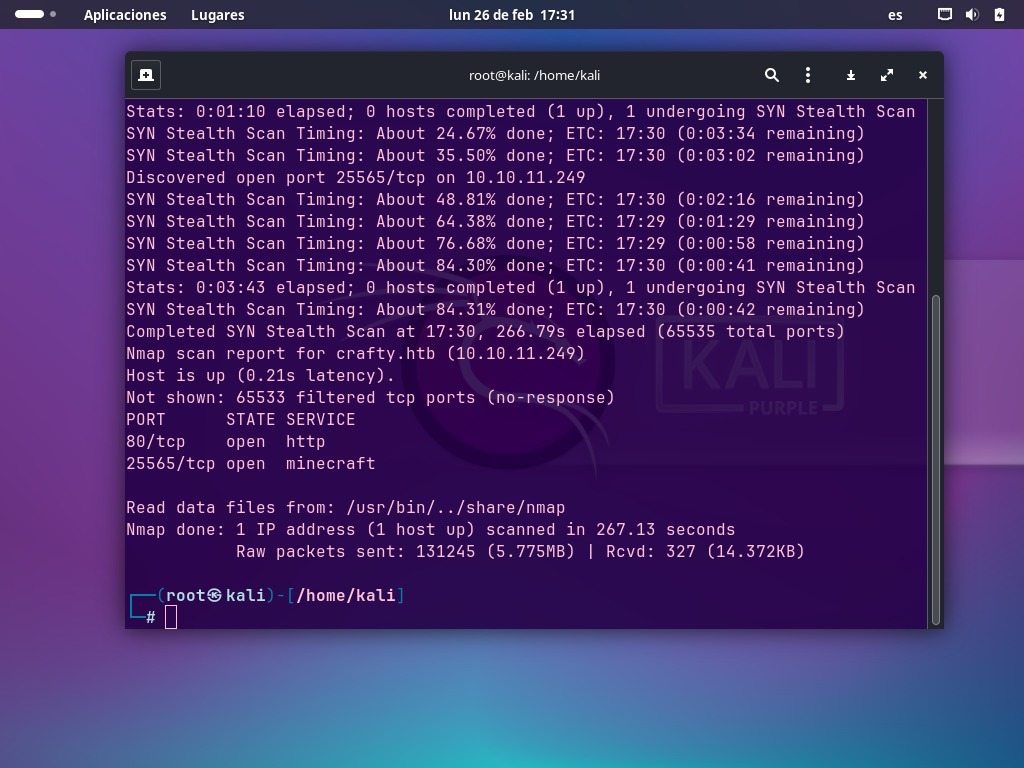 Aplicaciones Lugares lun 26 de feb 17:31 es
root@kali: /home/kali
Stats: 0:01:10 elapsed; 0 hosts completed (1 up), 1 undergoing SYN Stealth Scan
SYN Stealth Scan Timing: About 24.67% done; ETC: 17:30 (0:03:34 remaining)
SYN Stealth Scan Timing: About 35.50% done; ETC: 17:30 (0:03:02 remaining)
Discovered open port 25565/tcp on 10.10.11.249
SYN Stealth Scan Timing: About 48.81% done; ETC: 17:30 (0:02:16 remaining)
SYN Stealth Scan Timing: About 64.38% done; ETC: 17:29 (0:01:29 remaining)
SYN Stealth Scan Timing: About 76.68% done; ETC: 17:29 (0:00:58 remaining)
SYN Stealth Scan Timing: About 84.30% done; ETC: 17:30 (0:00:41 remaining)
Stats: 0:03:43 elapsed; 0 hosts completed (1 up), 1 undergoing SYN Stealth Scan
SYN Stealth Scan Timing: About 84.31% done; ETC: 17:30 (0:00:42 remaining)
Completed SYN Stealth Scan at 17:30, 266.79s elapsed (65535 total ports)
Nmap scan report for crafty.htb (10.10.11.249)
Host is up (0.21s latency).
Not shown: 65533 filtered tcp ports (no-response)
PORT      STATE SERVICE
80/tcp    open  http
25565/tcp open  minecraft
KALI
PURPLE
Read data files from: /usr/bin/../share/nmap
Nmap done: 1 IP address (1 host up) scanned in 267.13 seconds
           Raw packets sent: 131245 (5.775MB) | Rcvd: 327 (14.372KB)
┌──(root㉿kali)-[/home/kali]
└─#